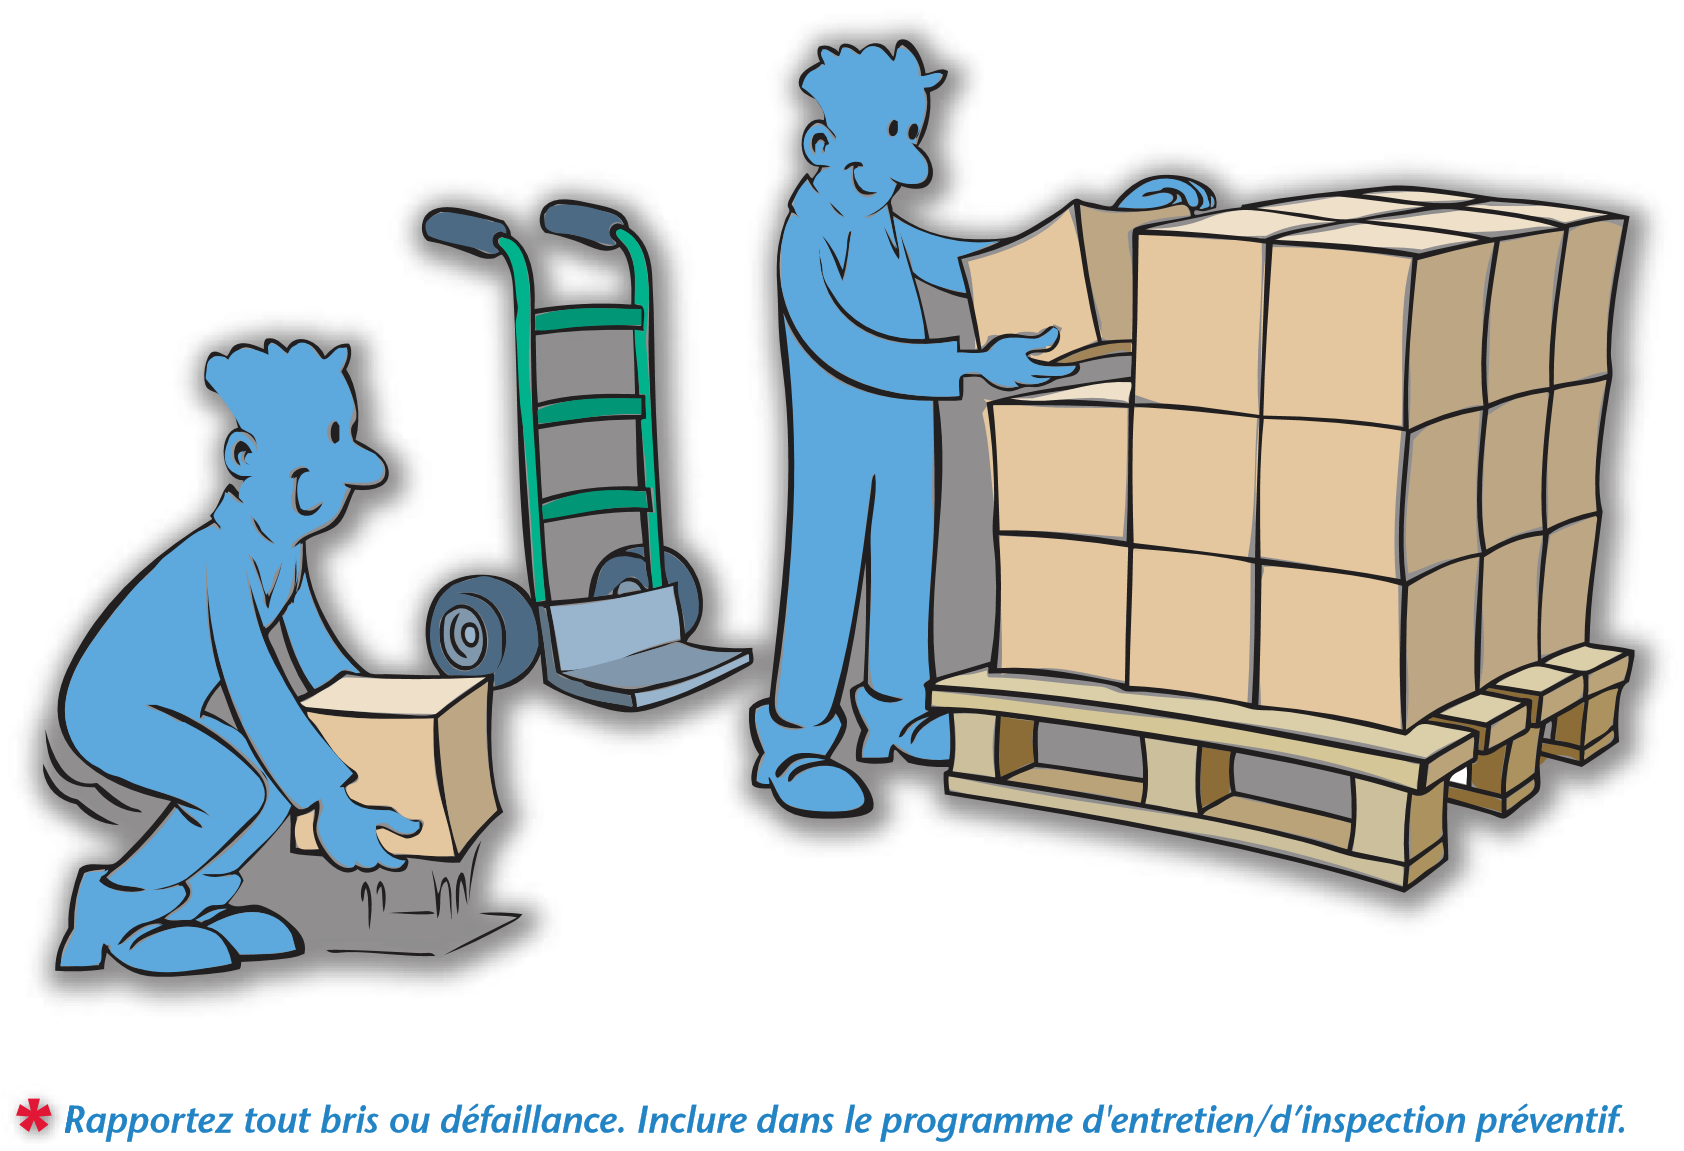 * Rapportez tout bris ou défaillance. Inclure dans le programme d'entretien/d’inspection préventif.